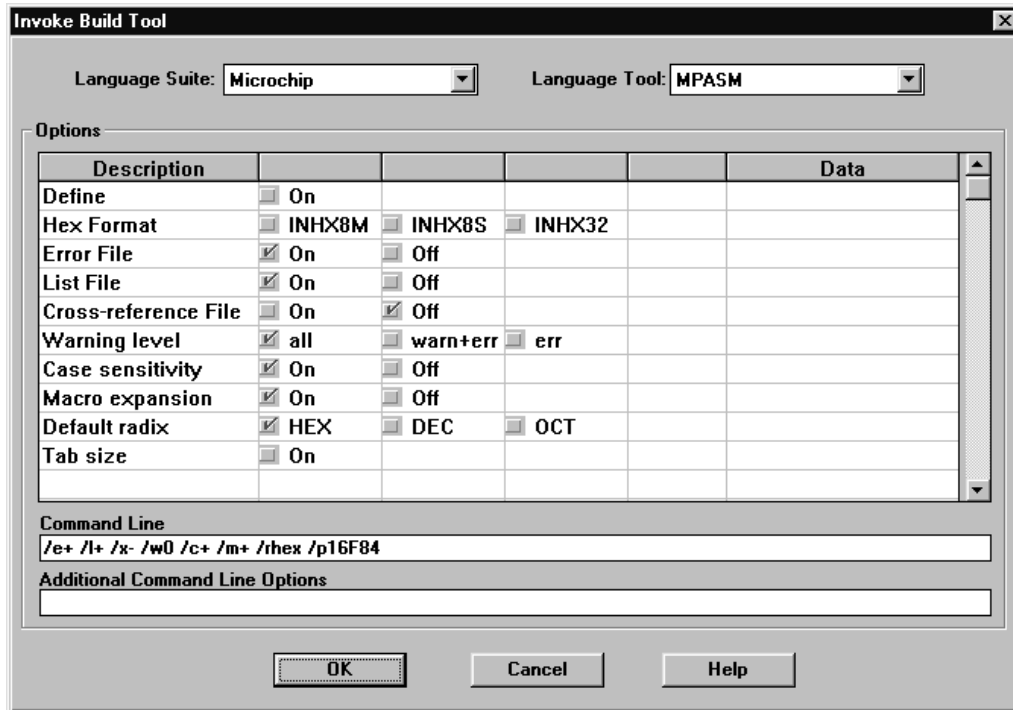 Invoke Build Tool
Language Suite: Microchip Language Tool: MPASM
Options
Description Data
Define On
Hex Format INHX8M INHX8S INHX32
Error File On Off
List File On Off
Cross-reference File On Off
Warning level all warn+err err
Case sensitivity On Off
Macro expansion On Off
Default radix HEX DEC OCT
Tab size On
Command Line
/e+ /l+ /x- /w0 /c+ /m+ /rhex /p16F84
Additional Command Line Options
OK Cancel Help